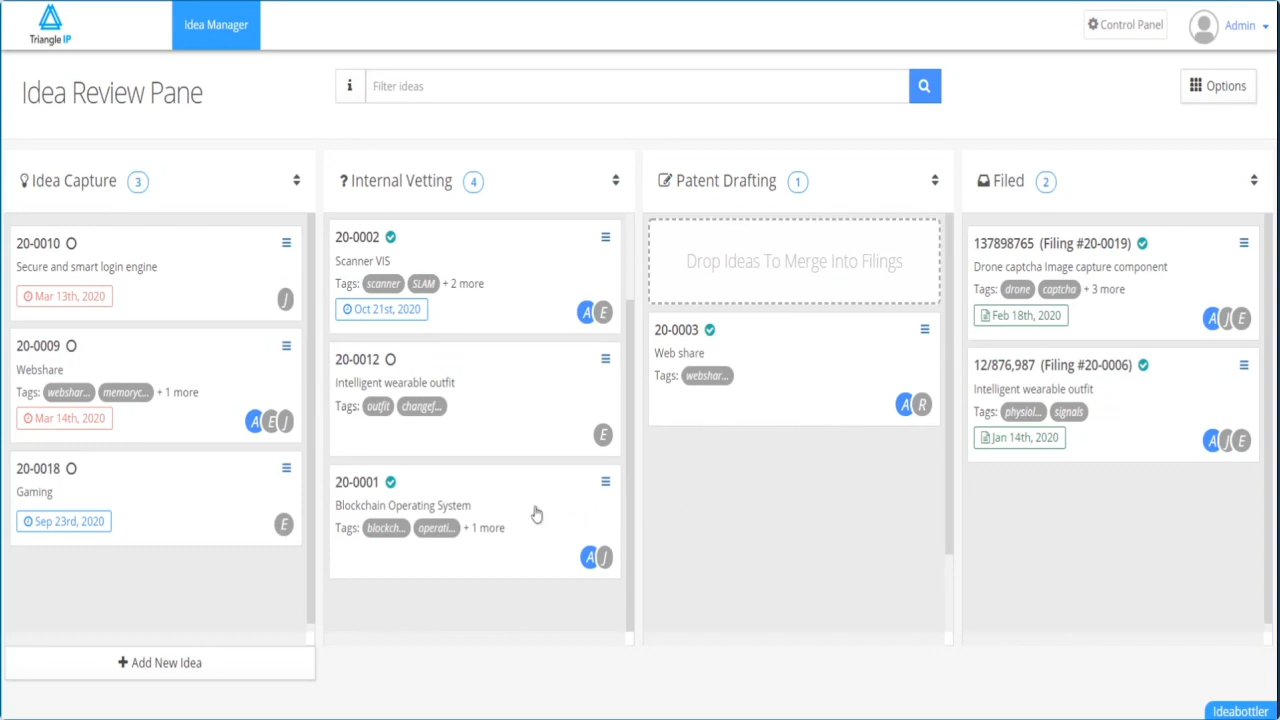 Triangle IP
Idea Manager
Control Panel
Admin
Idea Review Pane
i
Filter ideas
Options
Idea Capture 3
20-0010
Secure and smart login engine
Mar 13th, 2020
J
20-0009
Webshare
Tags: webshar... memoryc... + 1 more
Mar 14th, 2020
A E J
20-0018
Gaming
Sep 23rd, 2020
E
+ Add New Idea
? Internal Vetting 4
20-0002
Scanner VIS
Tags: scanner SLAM + 2 more
Oct 21st, 2020
A E
20-0012
Intelligent wearable outfit
Tags: outfit changef...
E
20-0001
Blockchain Operating System
Tags: blockch... operati... + 1 more
A J
Patent Drafting 1
Drop Ideas To Merge Into Filings
20-0003
Web share
Tags: webshar...
A R
Filed 2
137898765 (Filing #20-0019)
Drone captcha Image capture component
Tags: drone captcha + 3 more
Feb 18th, 2020
A J E
12/876,987 (Filing #20-0006)
Intelligent wearable outfit
Tags: physiol... signals
Jan 14th, 2020
A J E
Ideabottler